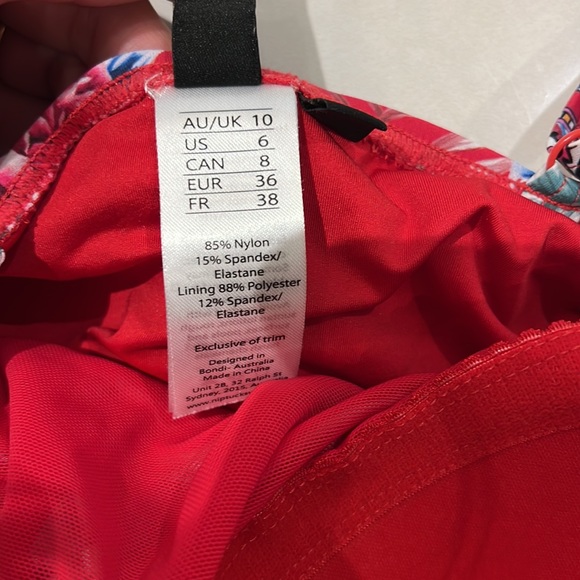 AU/UK 10
US 6
CAN 8
EUR 36
FR 38
85% Nylon
15% Spandex/
Elastane
Lining 88% Polyester
12% Spandex/
Elastane
Exclusive of trim
Designed in
Bondi- Australia
Made in China
Unit 2B, 32 Ralph St
Sydney, 2015, Au